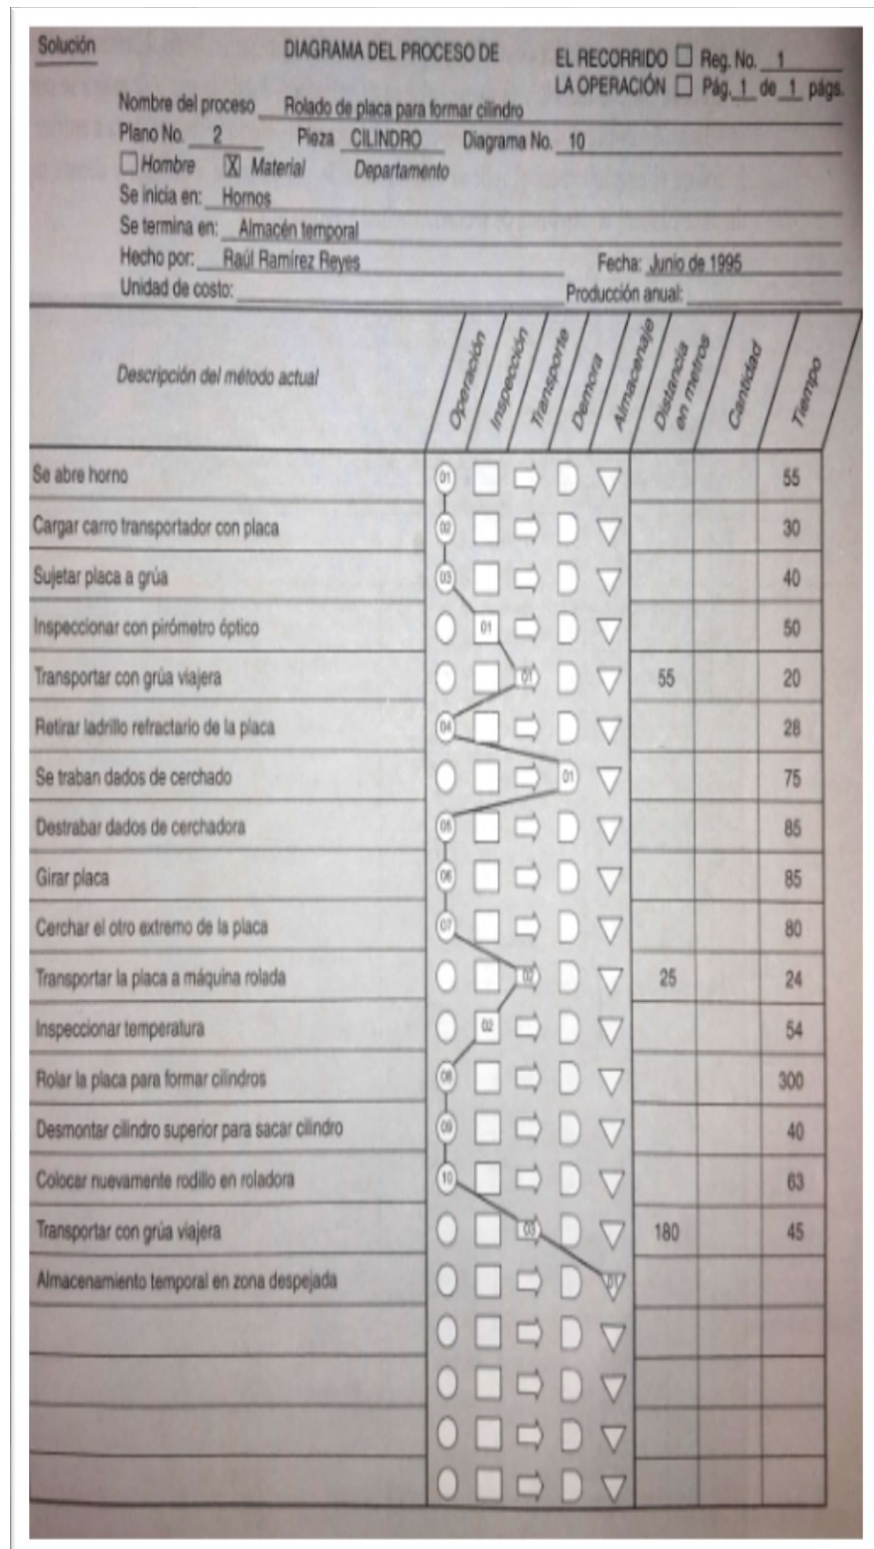 Solución
DIAGRAMA DEL PROCESO DE
EL RECORRIDO Reg. No. 1
LA OPERACIÓN Pág. 1 de 1 págs.
Nombre del proceso Rolado de placa para formar cilindro
Plano No. 2 Pieza CILINDRO Diagrama No. 10
Hombre X Material Departamento
Se inicia en: Hornos
Se termina en: Almacén temporal
Hecho por: Raúl Ramírez Reyes Fecha: Junio de 1995
Unidad de costo: Producción anual:
Descripción del método actual
Operación
Inspección
Transporte
Demora
Almacenaje
Distancia en metros
Cantidad
Tiempo
Se abre horno 01 55
Cargar carro transportador con placa 02 30
Sujetar placa a grúa 03 40
Inspeccionar con pirómetro óptico 01 50
Transportar con grúa viajera 01 55 20
Retirar ladrillo refractario de la placa 04 28
Se traban dados de cerchado 01 75
Destrabar dados de cerchadora 05 85
Girar placa 06 85
Cerchar el otro extremo de la placa 07 80
Transportar la placa a máquina rolada 02 25 24
Inspeccionar temperatura 02 54
Rolar la placa para formar cilindros 08 300
Desmontar cilindro superior para sacar cilindro 09 40
Colocar nuevamente rodillo en roladora 10 63
Transportar con grúa viajera 03 180 45
Almacenamiento temporal en zona despejada 01